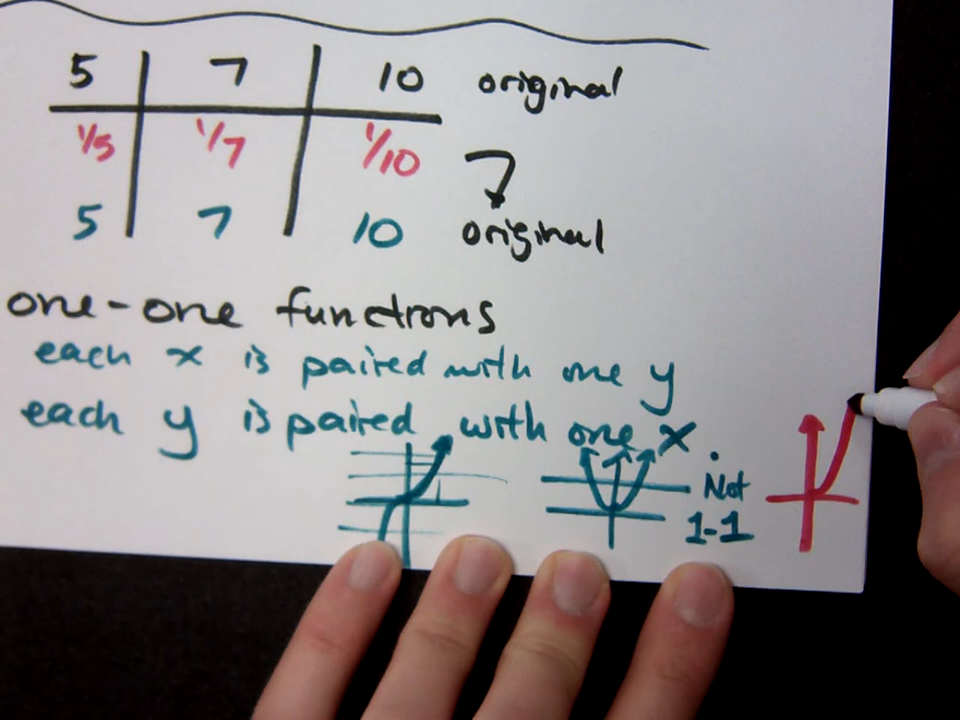 5 7 10 original
1/5 1/7 1/10
5 7 10 original
one-one functions
each x is paired with one y
each y is paired with one x.
Not
1-1